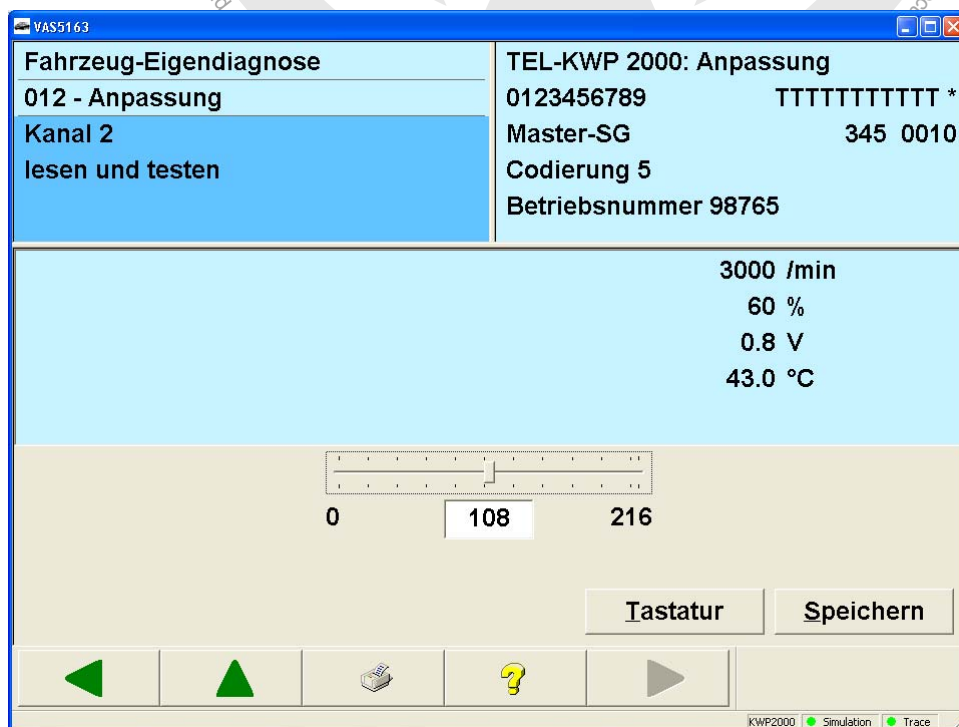 VAS5163
Fahrzeug-Eigendiagnose
012 - Anpassung
Kanal 2
lesen und testen
TEL-KWP 2000: Anpassung
0123456789 TTTTTTTTTTT *
Master-SG 345 0010
Codierung 5
Betriebsnummer 98765
3000 /min
60 %
0.8 V
43.0 °C
0 108 216
Tastatur Speichern
KWP2000 Simulation Trace